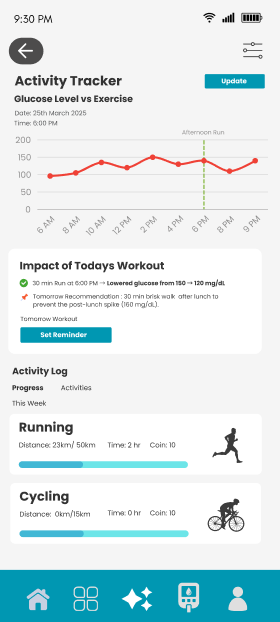 9:30 PM
Activity Tracker
Update
Glucose Level vs Exercise
Date: 25th March 2025
Time: 6:00 PM
Afternoon Run
200
150
100
50
0
6 AM
8 AM
10 AM
12 PM
2 PM
4 PM
6 PM
8 PM
9 PM
Impact of Todays Workout
30 min Run at 6:00 PM → Lowered glucose from 150 → 120 mg/dL
Tomorrow Recommendation : 30 min brisk walk after lunch to
prevent the post-lunch spike (160 mg/dL).
Tomorrow Workout
Set Reminder
Activity Log
Progress Activities
This Week
Running
Distance: 23km/ 50km Time: 2 hr Coin: 10
Cycling
Distance: 0km/15km Time: 0 hr Coin: 10